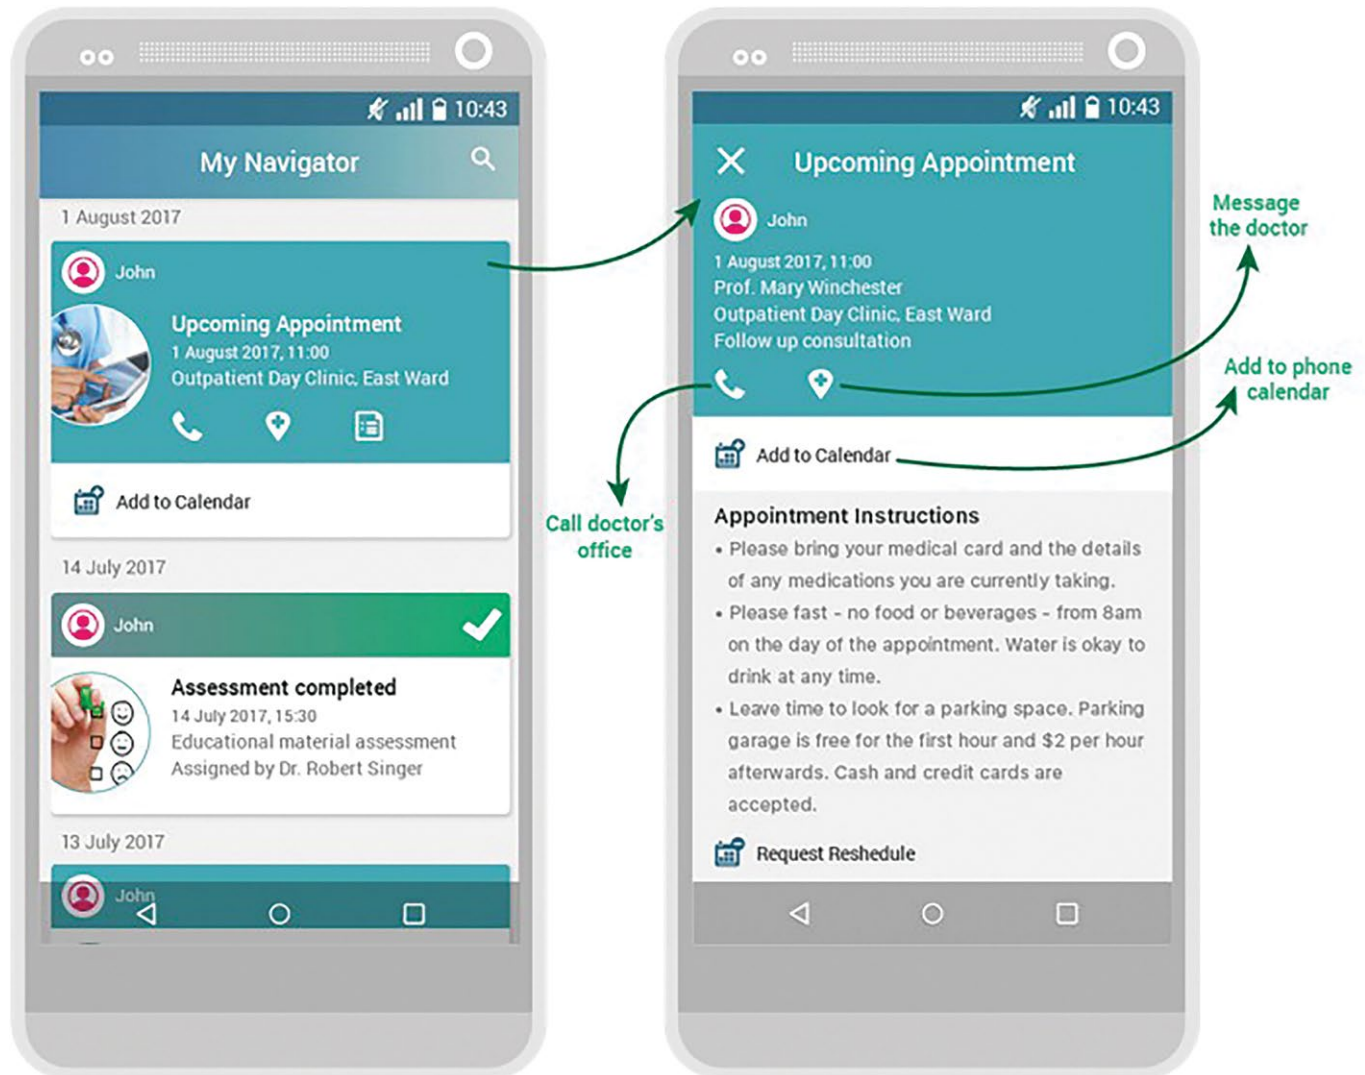 10:43
My Navigator
1 August 2017
John
Upcoming Appointment
1 August 2017, 11:00
Outpatient Day Clinic, East Ward
Add to Calendar
14 July 2017
John
Assessment completed
14 July 2017, 15:30
Educational material assessment
Assigned by Dr. Robert Singer
13 July 2017
John
10:43
Upcoming Appointment
John
1 August 2017, 11:00
Prof. Mary Winchester
Outpatient Day Clinic, East Ward
Follow up consultation
Add to Calendar
Appointment Instructions
• Please bring your medical card and the details
of any medications you are currently taking.
• Please fast - no food or beverages - from 8am
on the day of the appointment. Water is okay to
drink at any time.
• Leave time to look for a parking space. Parking
garage is free for the first hour and $2 per hour
afterwards. Cash and credit cards are
accepted.
Request Reshedule
Message
the doctor
Add to phone
calendar
Call doctor's
office